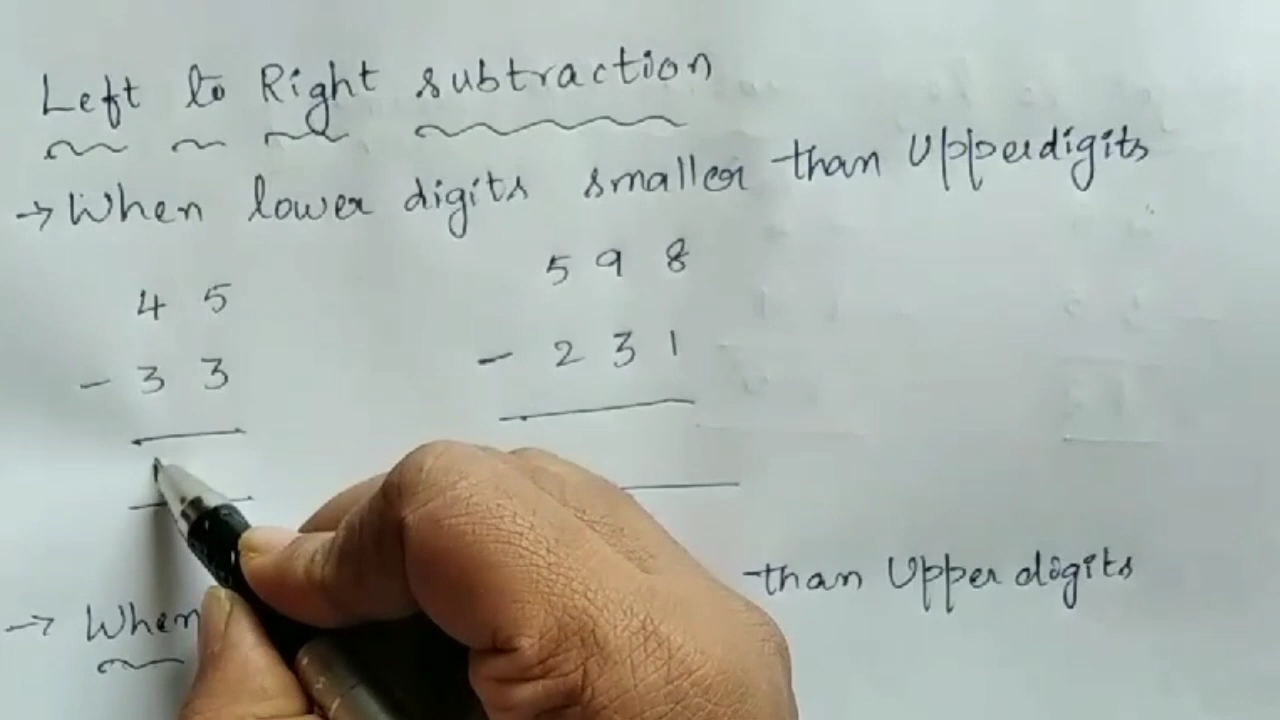 Left to Right subtraction
→ When lower digits smaller than Upperdigits
4 5
- 3 3
5 9 8
- 2 3 1
→ When than Upper digits